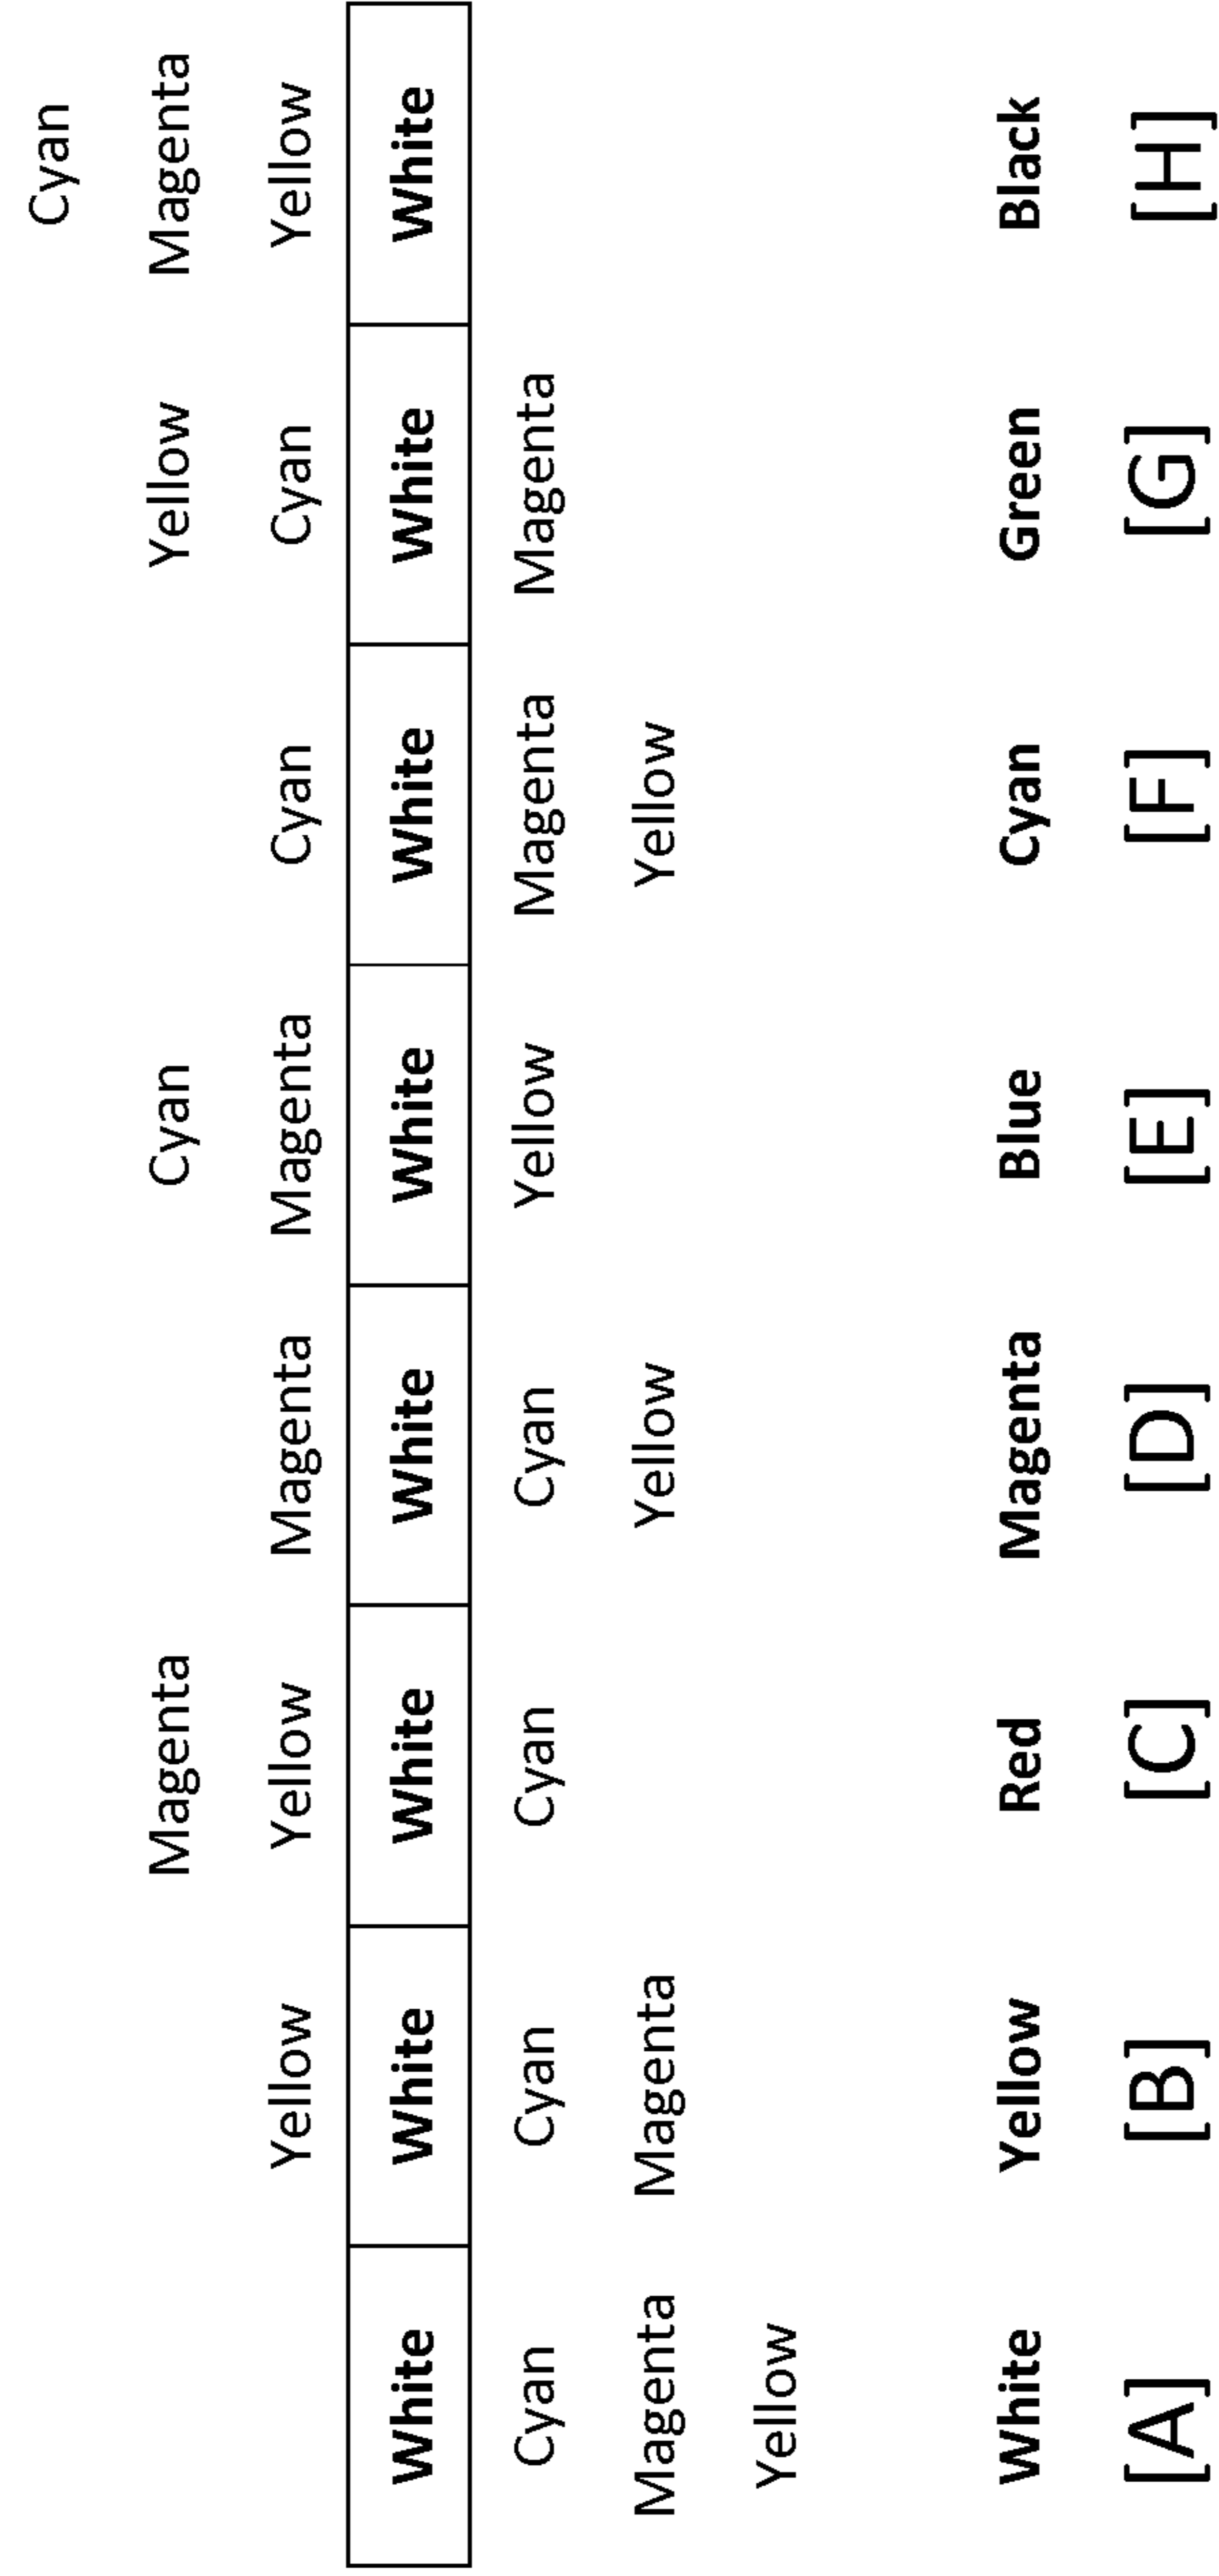 Cyan
Magenta Cyan Yellow Magenta
Yellow Yellow Magenta Magenta Cyan Cyan Yellow
White White White White White White White White
Cyan Cyan Cyan Cyan Yellow Magenta Magenta
Magenta Magenta Yellow Yellow
Yellow
White Yellow Red Magenta Blue Cyan Green Black
[A] [B] [C] [D] [E] [F] [G] [H]